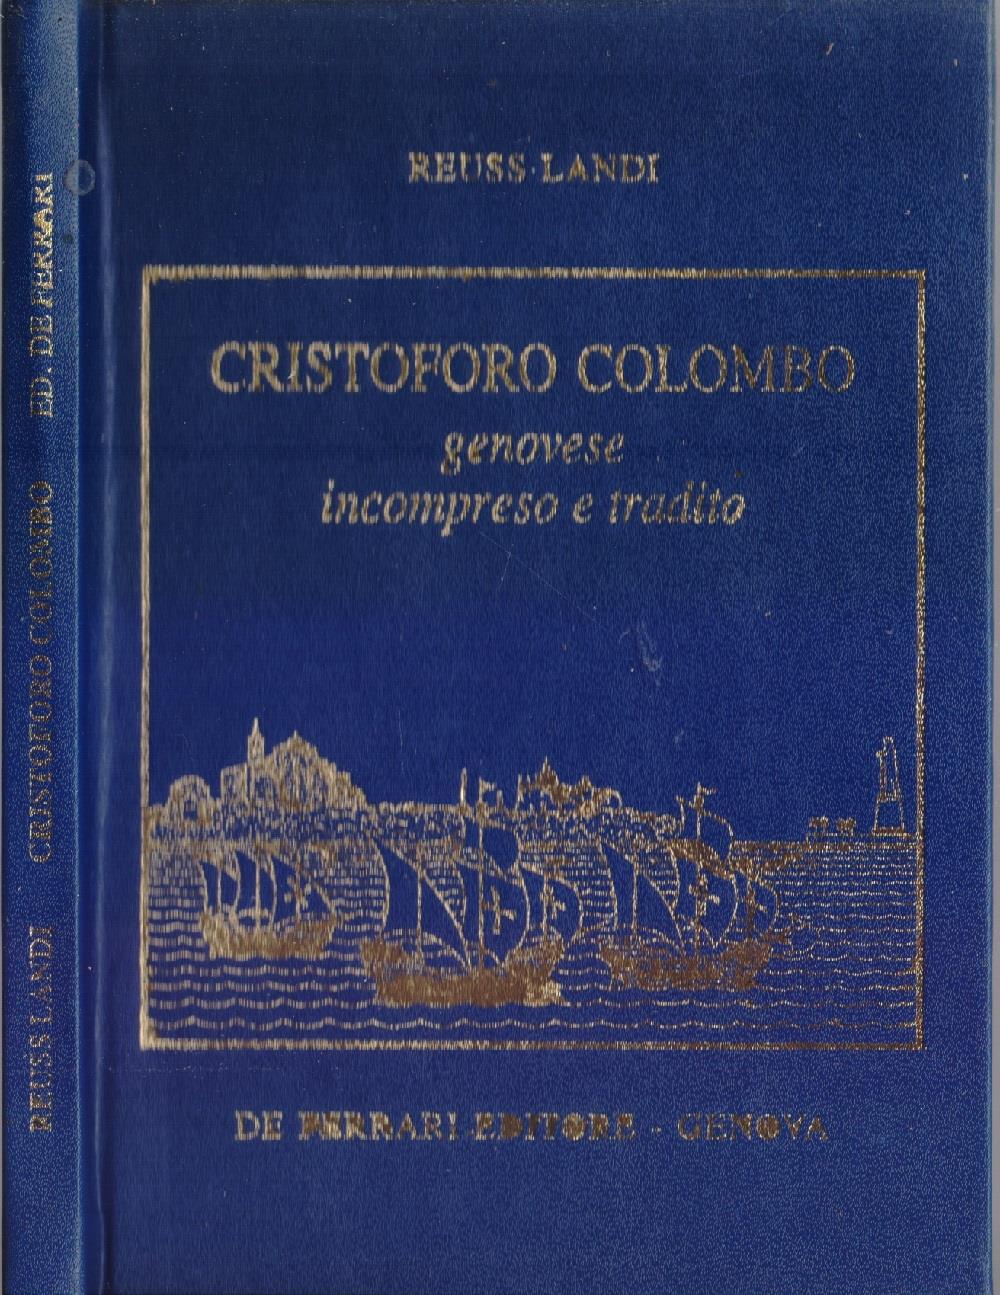 REUSS LANDI
CRISTOFORO COLOMBO
genovese
incompreso e tradito
DE FERRARI EDITORE - GENOVA
REUSS LANDI CRISTOFORO COLOMBO ED. DE FERRARI